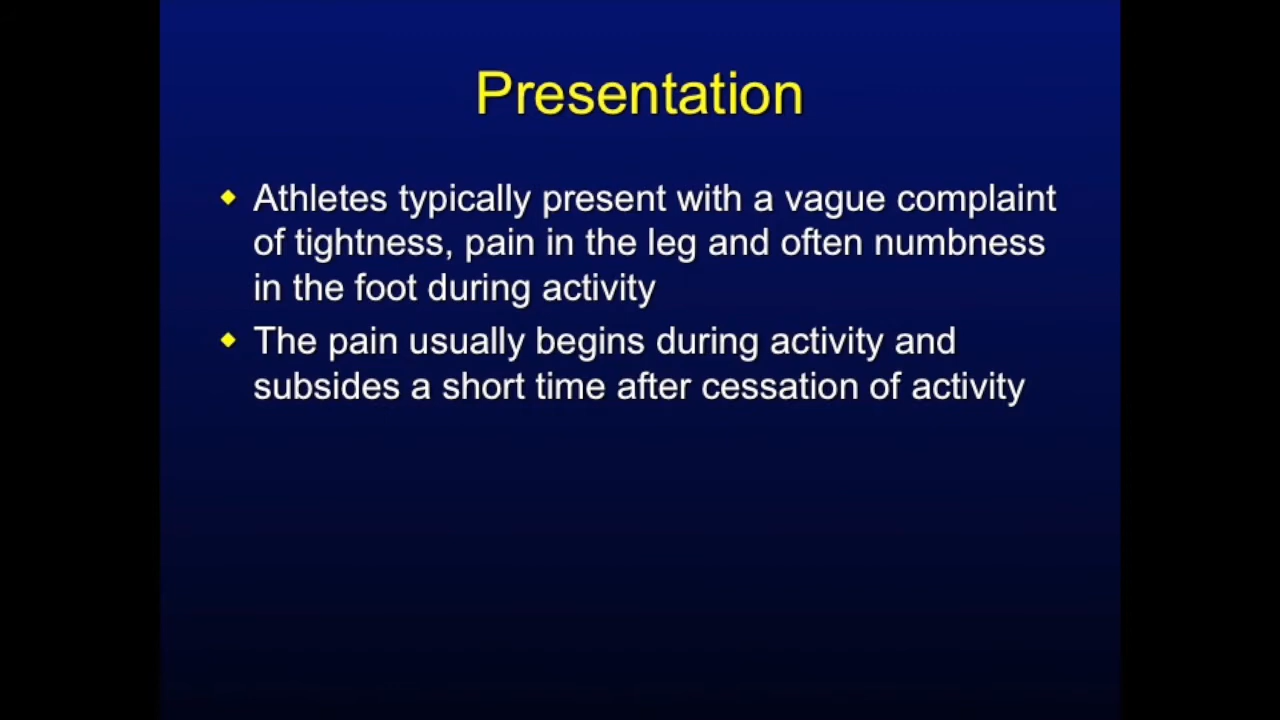 Presentation
Athletes typically present with a vague complaint
of tightness, pain in the leg and often numbness
in the foot during activity
The pain usually begins during activity and
subsides a short time after cessation of activity